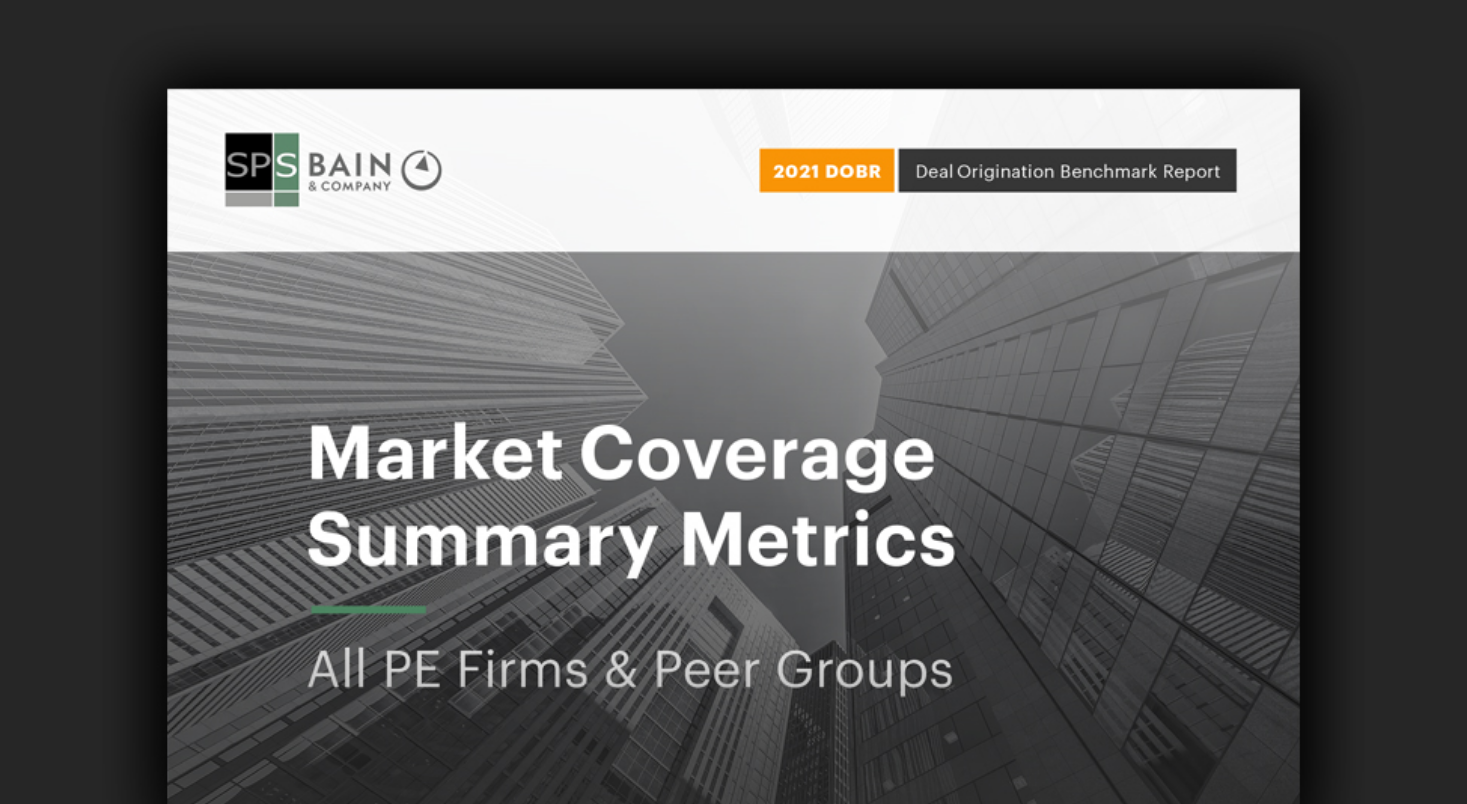 SPS BAIN
& COMPANY
2021 DOBR Deal Origination Benchmark Report
Market Coverage
Summary Metrics
All PE Firms & Peer Groups